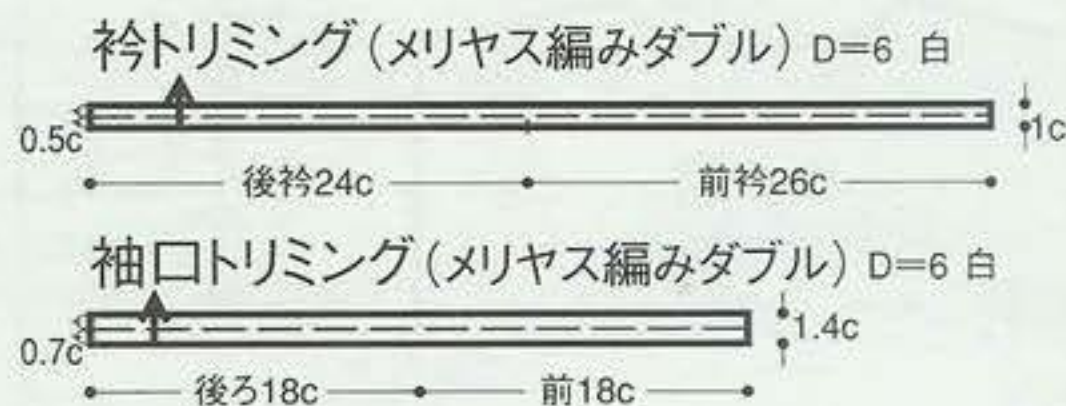 衿トリミング(メリヤス編みダブル) D=6 白
0.5c
1c
後衿24c 前衿26c
袖口トリミング(メリヤス編みダブル) D=6 白
0.7c
1.4c
後ろ18c 前18c